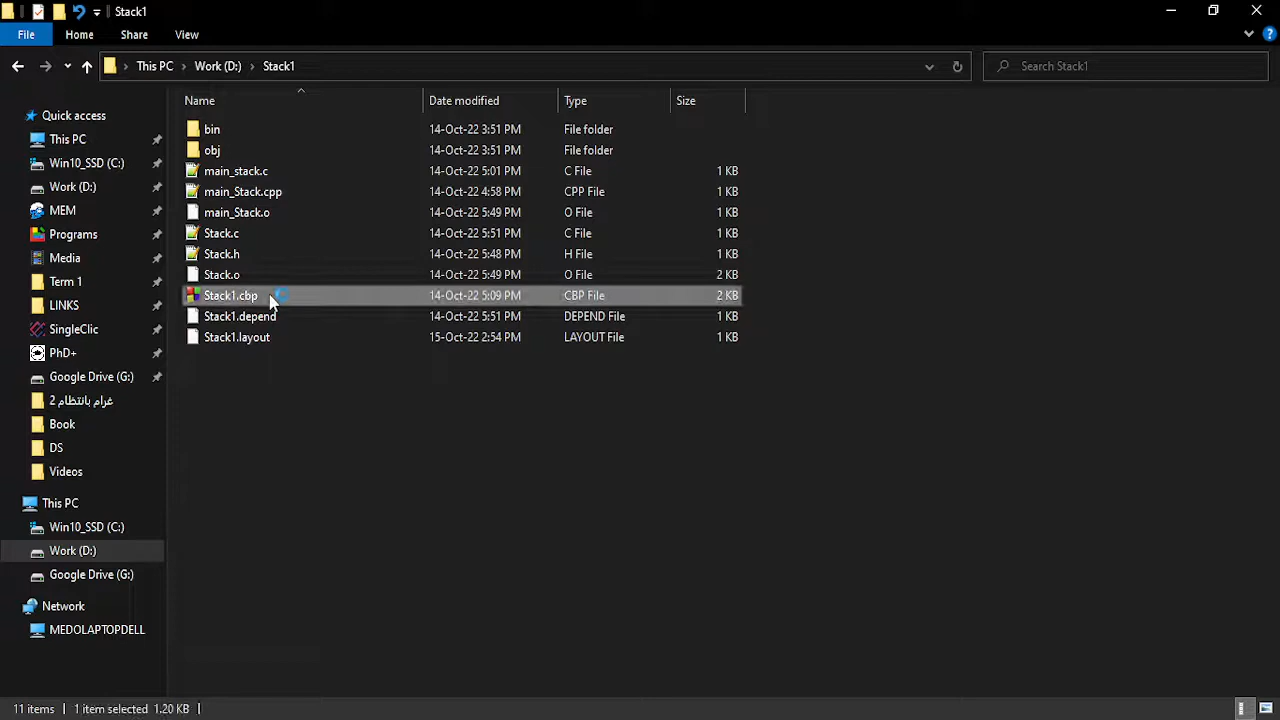 Stack1
File Home Share View
This PC Work (D:) Stack1 Search Stack1
Name Date modified Type Size
bin 14-Oct-22 3:51 PM File folder
obj 14-Oct-22 3:51 PM File folder
main_stack.c 14-Oct-22 5:01 PM C File 1 KB
main_Stack.cpp 14-Oct-22 4:58 PM CPP File 1 KB
main_Stack.o 14-Oct-22 5:49 PM O File 1 KB
Stack.c 14-Oct-22 5:51 PM C File 1 KB
Stack.h 14-Oct-22 5:48 PM H File 1 KB
Stack.o 14-Oct-22 5:49 PM O File 2 KB
Stack1.cbp 14-Oct-22 5:09 PM CBP File 2 KB
Stack1.depend 14-Oct-22 5:51 PM DEPEND File 1 KB
Stack1.layout 15-Oct-22 2:54 PM LAYOUT File 1 KB
Quick access
This PC
Win10_SSD (C:)
Work (D:)
MEM
Programs
Media
Term 1
LINKS
SingleClic
PhD+
Google Drive (G:)
غرام بانتظام 2
Book
DS
Videos
This PC
Win10_SSD (C:)
Work (D:)
Google Drive (G:)
Network
MEDOLAPTOPDELL
11 items 1 item selected 1.20 KB